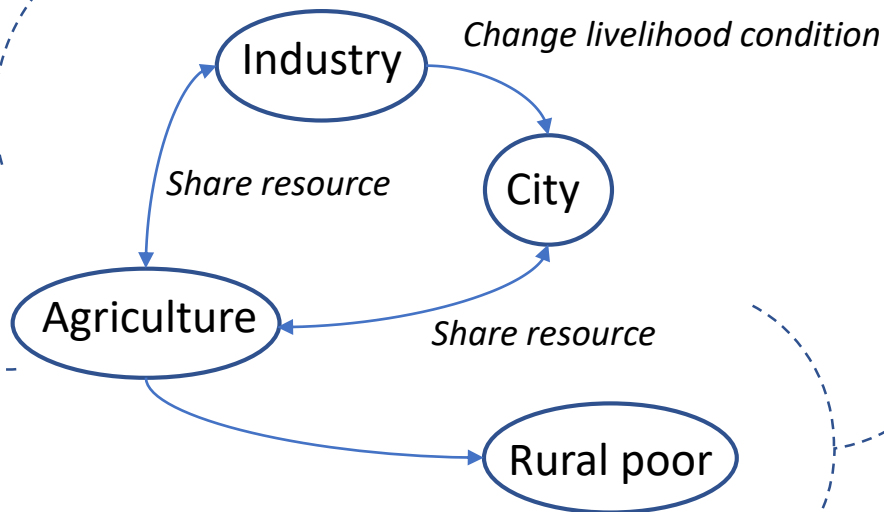 Change livelihood condition
Industry
Share resource
City
Agriculture
Share resource
Rural poor